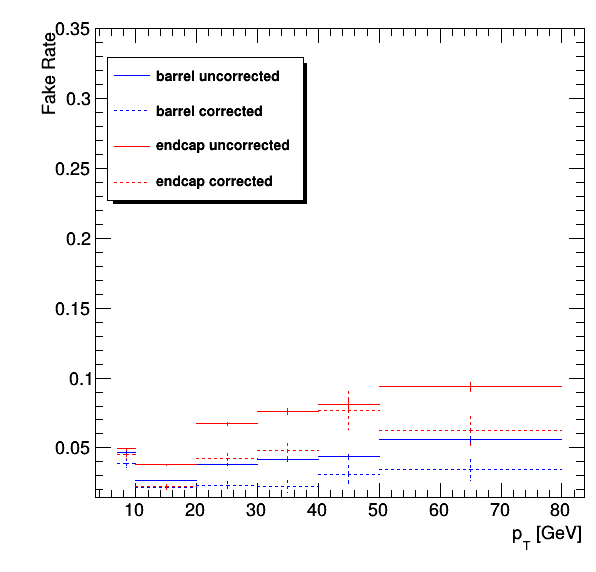 0.35
Fake Rate
barrel uncorrected
0.3
barrel corrected
endcap uncorrected
0.25
endcap corrected
0.2
0.15
0.1
0.05
10 20 30 40 50 60 70 80
p_T [GeV]